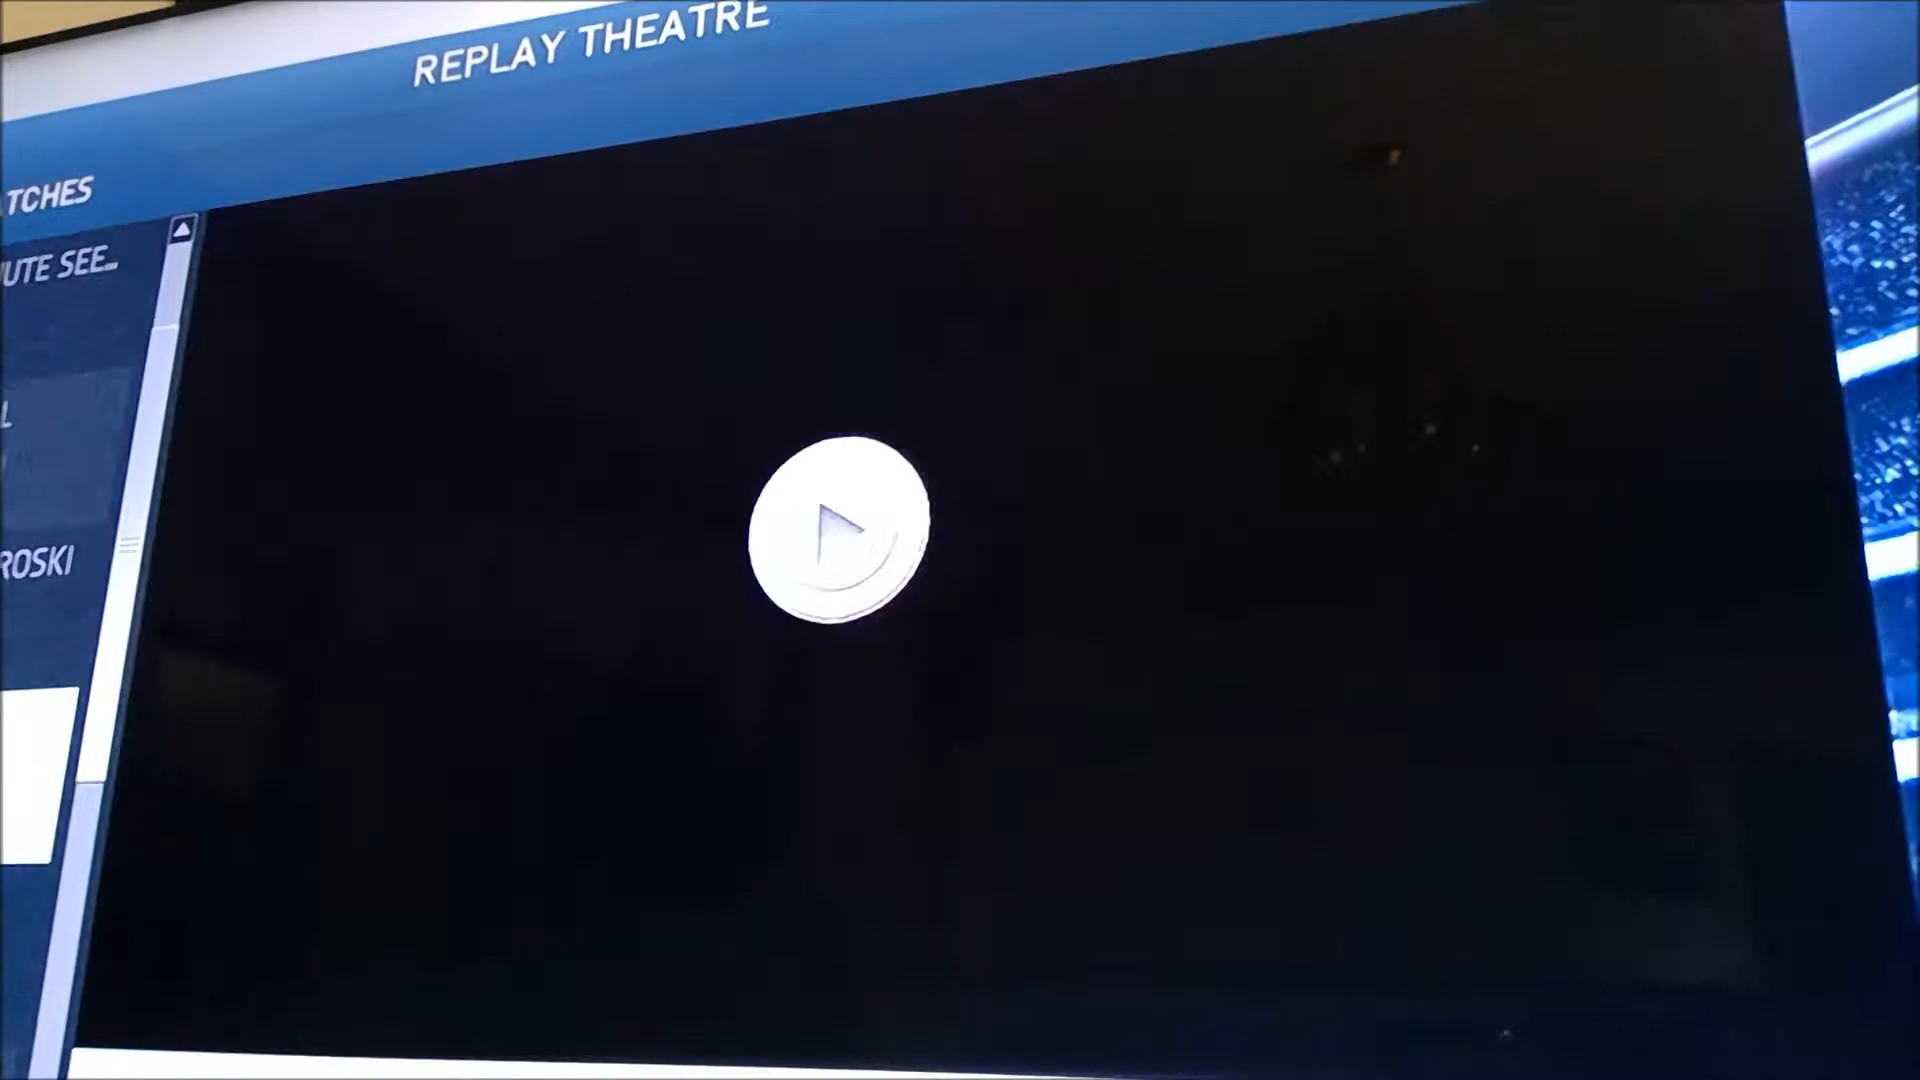 REPLAY THEATRE
TCHES
UTE SEE...
L
ROSKI